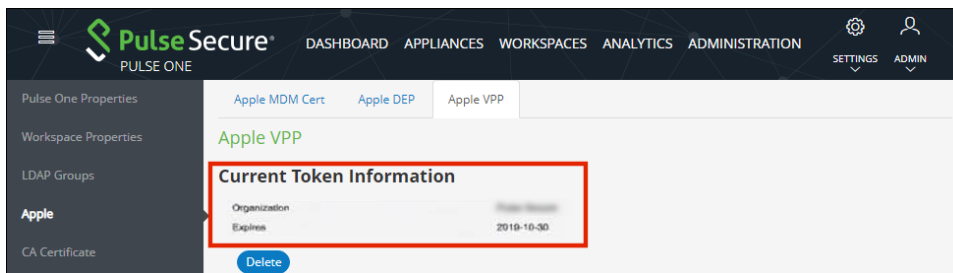 Pulse Secure®
PULSE ONE
DASHBOARD APPLIANCES WORKSPACES ANALYTICS ADMINISTRATION
SETTINGS ADMIN
Pulse One Properties
Workspace Properties
LDAP Groups
Apple
CA Certificate
Apple MDM Cert Apple DEP Apple VPP
Apple VPP
Current Token Information
Organization
Expires 2019-10-30
Delete